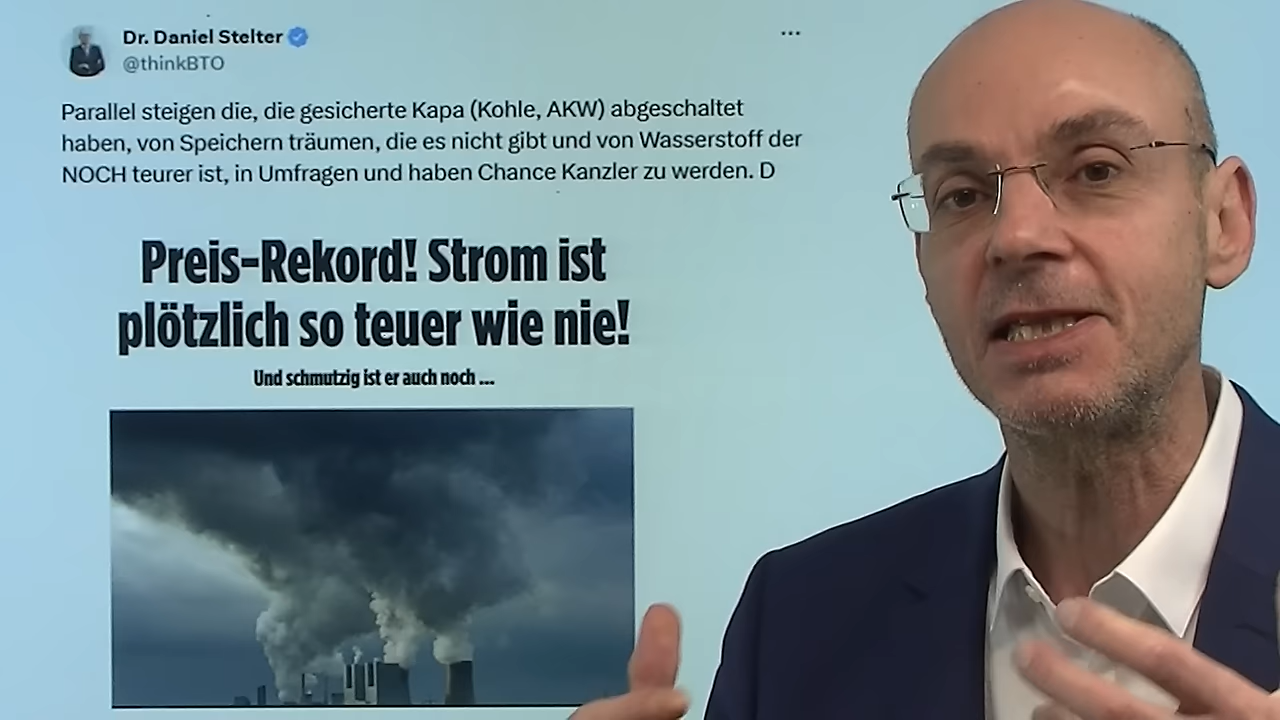 Dr. Daniel Stelter
@thinkBTO
Parallel steigen die, die gesicherte Kapa (Kohle, AKW) abgeschaltet
haben, von Speichern träumen, die es nicht gibt und von Wasserstoff der
NOCH teurer ist, in Umfragen und haben Chance Kanzler zu werden. D
Preis-Rekord! Strom ist
plötzlich so teuer wie nie!
Und schmutzig ist er auch noch ...